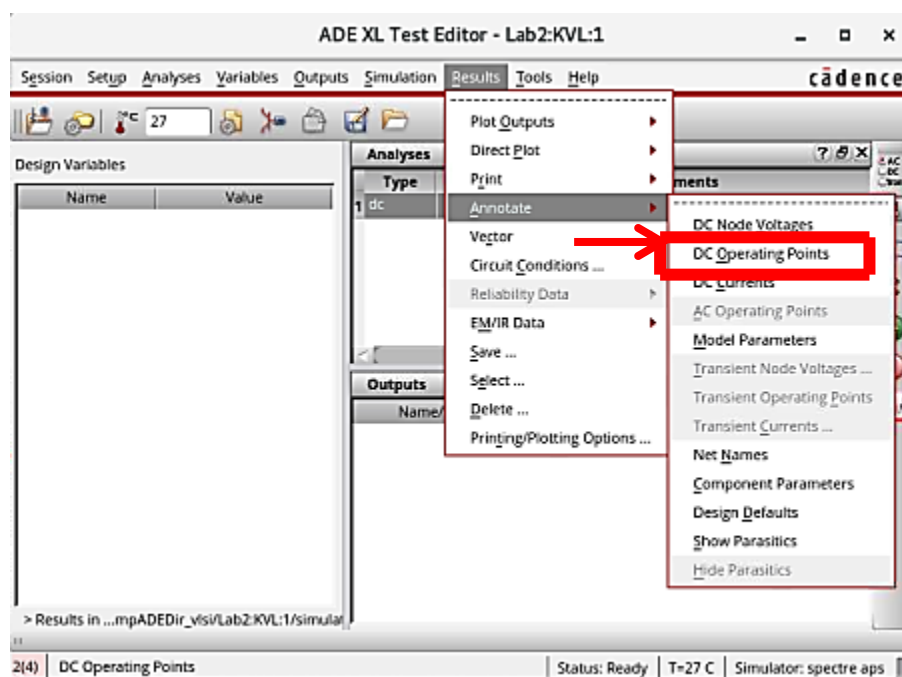 ADE XL Test Editor - Lab2:KVL:1
Session Setup Analyses Variables Outputs Simulation Results Tools Help cādence
°C 27
Design Variables
Name Value
Analyses
Type
1 dc
Outputs
Name/
Plot Outputs
Direct Plot
Print
Annotate
Vector
Circuit Conditions ...
Reliability Data
EM/IR Data
Save ...
Select ...
Delete ...
Printing/Plotting Options ...
? X
ments
AC
DC
DC Node Voltages
DC Operating Points
DC Currents
AC Operating Points
Model Parameters
Transient Node Voltages ...
Transient Operating Points
Transient Currents ...
Net Names
Component Parameters
Design Defaults
Show Parasitics
Hide Parasitics
> Results in ...mpADEDir_vlsi/Lab2:KVL:1/simulat
2(4) DC Operating Points Status: Ready T=27 C Simulator: spectre aps